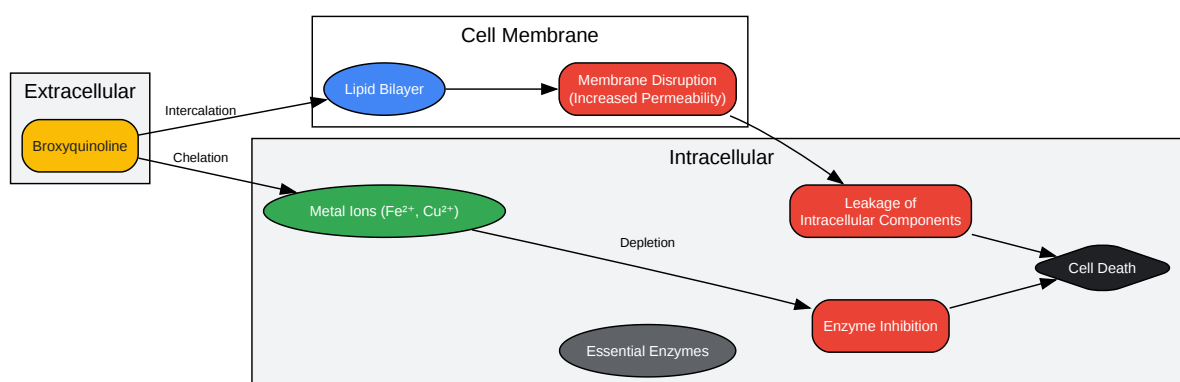 Cell Membrane
Extracellular
Lipid Bilayer
Membrane Disruption
(Increased Permeability)
Intercalation
Broxyquinoline
Chelation
Intracellular
Metal Ions (Fe²⁺, Cu²⁺)
Leakage of
Intracellular Components
Depletion
Cell Death
Enzyme Inhibition
Essential Enzymes